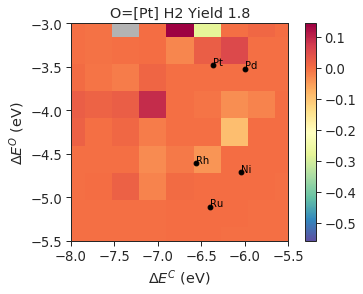 O=[Pt] H2 Yield 1.8
−3.0
−3.5
−4.0
−4.5
−5.0
−5.5
ΔE^O (eV)
Pt
Pd
Rh
Ni
Ru
−8.0 −7.5 −7.0 −6.5 −6.0 −5.5
ΔE^C (eV)
0.1
0.0
−0.1
−0.2
−0.3
−0.4
−0.5